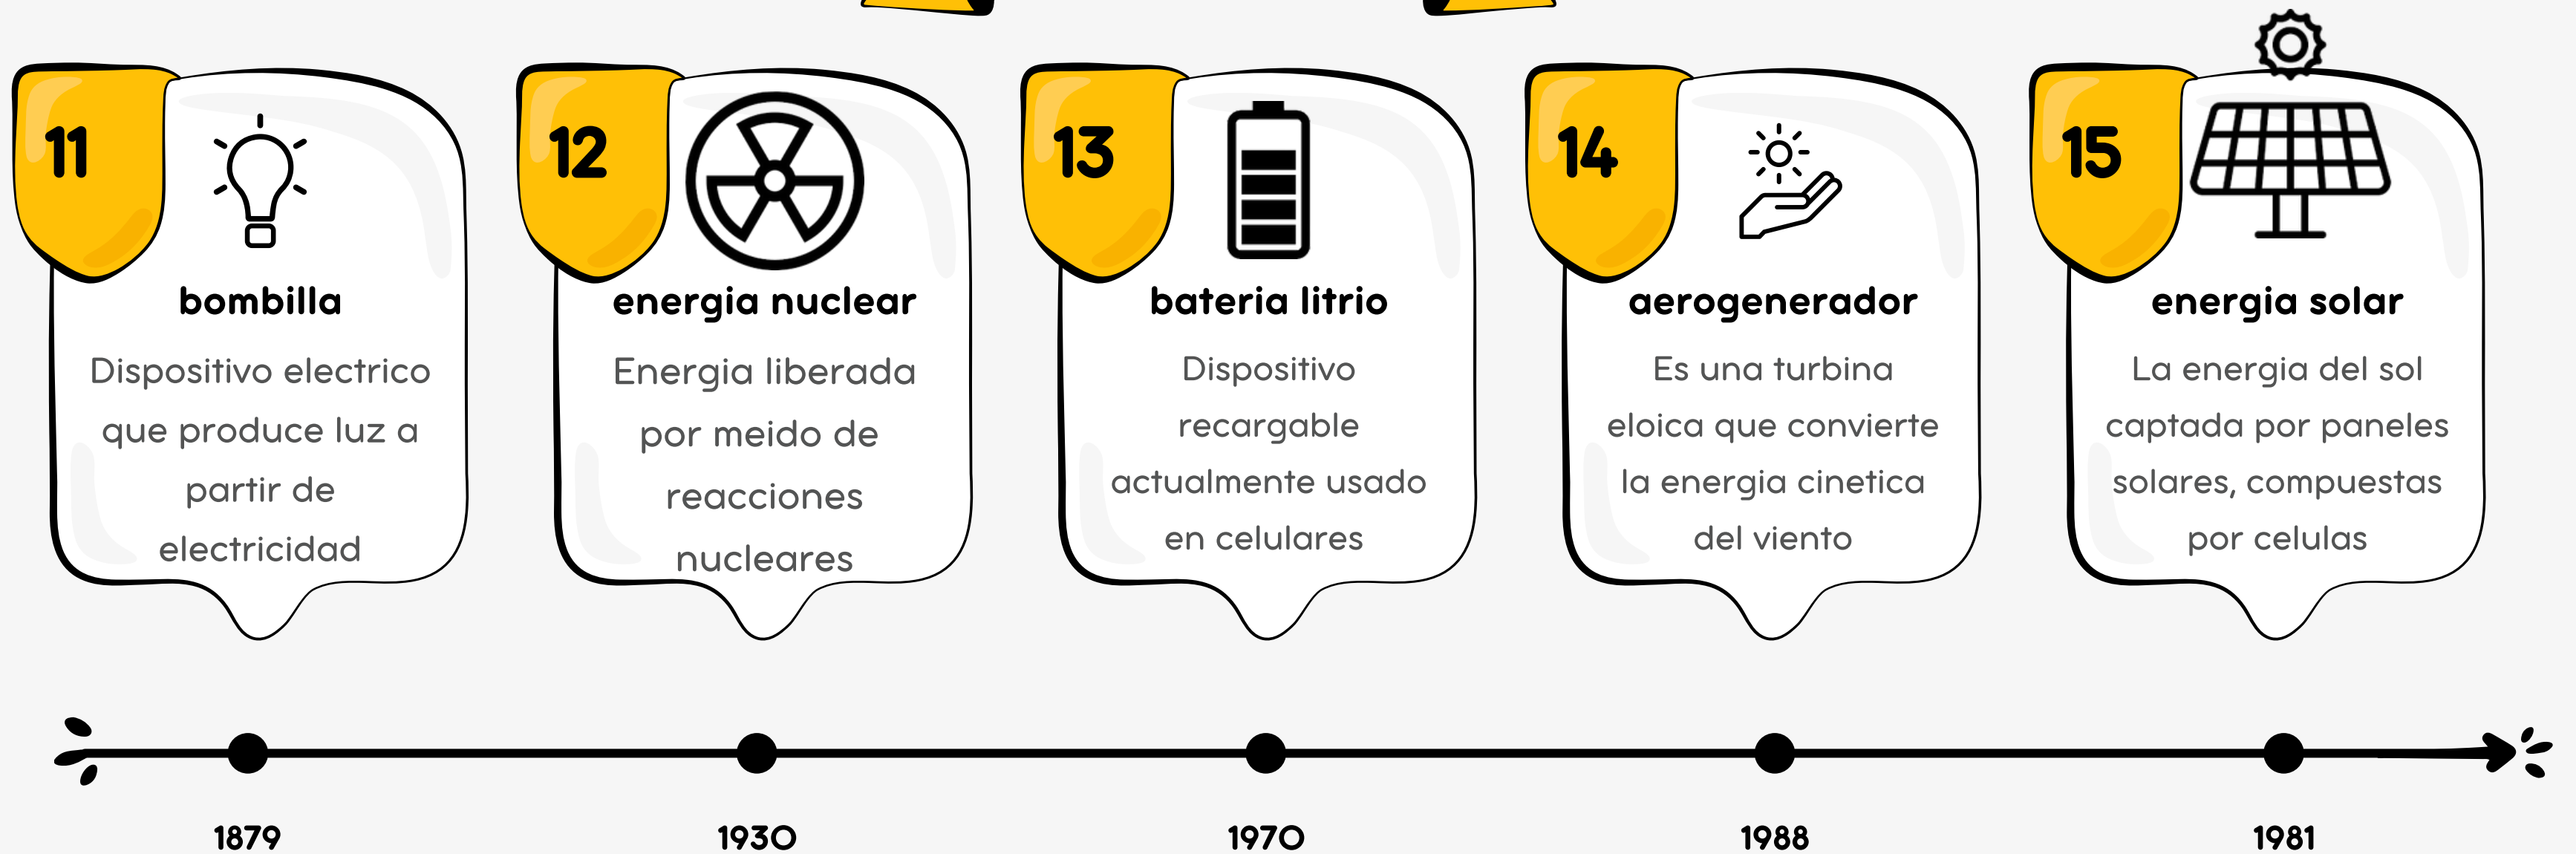 11
bombilla
Dispositivo electrico
que produce luz a
partir de
electricidad
12
energia nuclear
Energia liberada
por meido de
reacciones
nucleares
13
bateria litrio
Dispositivo
recargable
actualmente usado
en celulares
14
aerogenerador
Es una turbina
eloica que convierte
la energia cinetica
del viento
15
energia solar
La energia del sol
captada por paneles
solares, compuestas
por celulas
1879
1930
1970
1988
1981